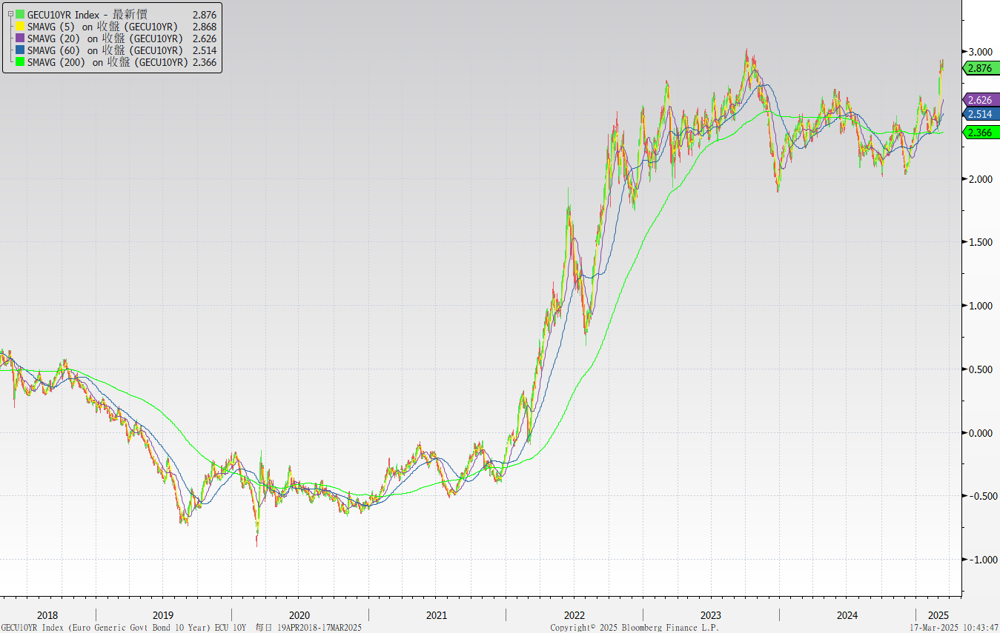 GECU10YR Index - 最新價 2.876
SMAVG (5) on 收盤 (GECU10YR) 2.868
SMAVG (20) on 收盤 (GECU10YR) 2.626
SMAVG (60) on 收盤 (GECU10YR) 2.514
SMAVG (200) on 收盤 (GECU10YR) 2.366
3.000
2.876
2.626
2.514
2.366
2.000
1.500
1.000
0.500
0.000
-0.500
-1.000
2018 2019 2020 2021 2022 2023 2024 2025
GECU10YR Index (Euro Generic Govt Bond 10 Year) ECU 10Y 每日 19APR2018-17MAR2025 Copyright© 2025 Bloomberg Finance L.P. 17-Mar-2025 10:43:47